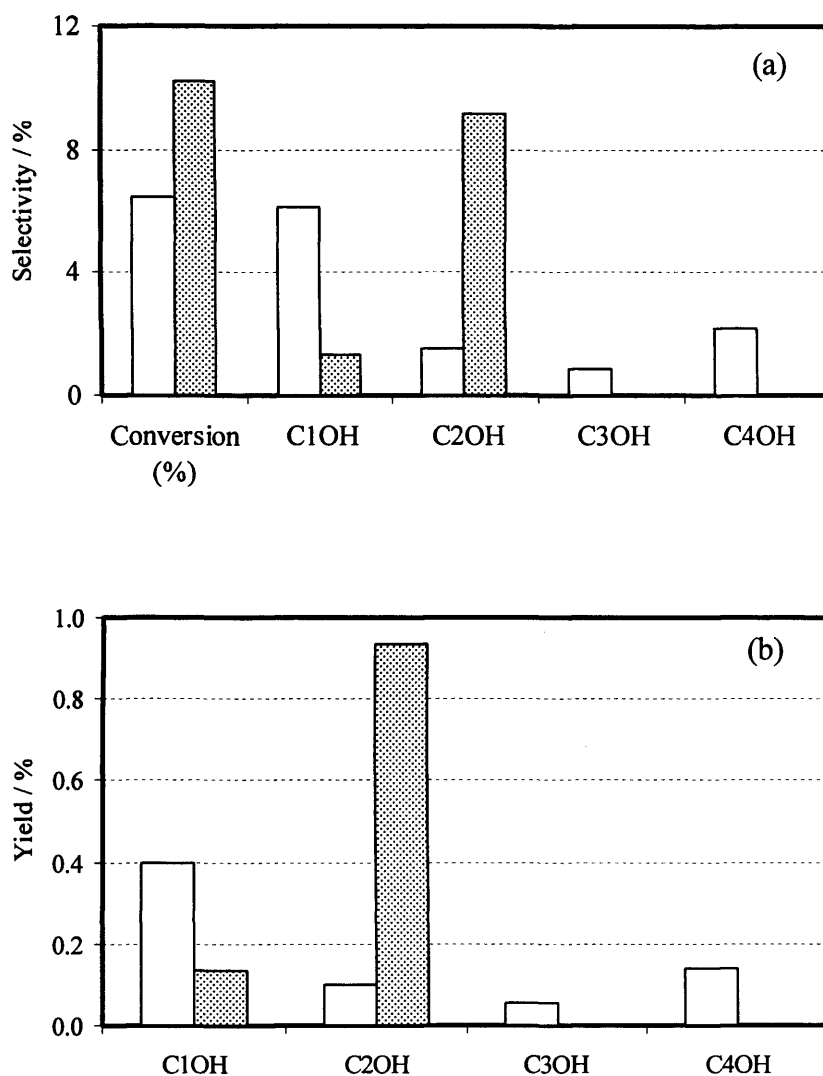 12
(a)
8
Selectivity / %
4
0
Conversion
(%)
C1OH
C2OH
C3OH
C4OH
1.0
(b)
0.8
0.6
Yield / %
0.4
0.2
0.0
C1OH
C2OH
C3OH
C4OH